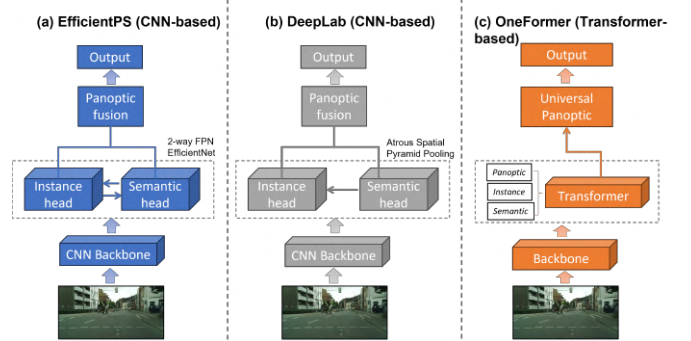 (a) EfficientPS (CNN-based)
Output
Panoptic
fusion
2-way FPN
EfficientNet
Instance
head
Semantic
head
CNN Backbone
(b) DeepLab (CNN-based)
Output
Panoptic
fusion
Atrous Spatial
Pyramid Pooling
Instance
head
Semantic
head
CNN Backbone
(c) OneFormer (Transformer-
based)
Output
Universal
Panoptic
Panoptic
Instance
Semantic
Transformer
Backbone